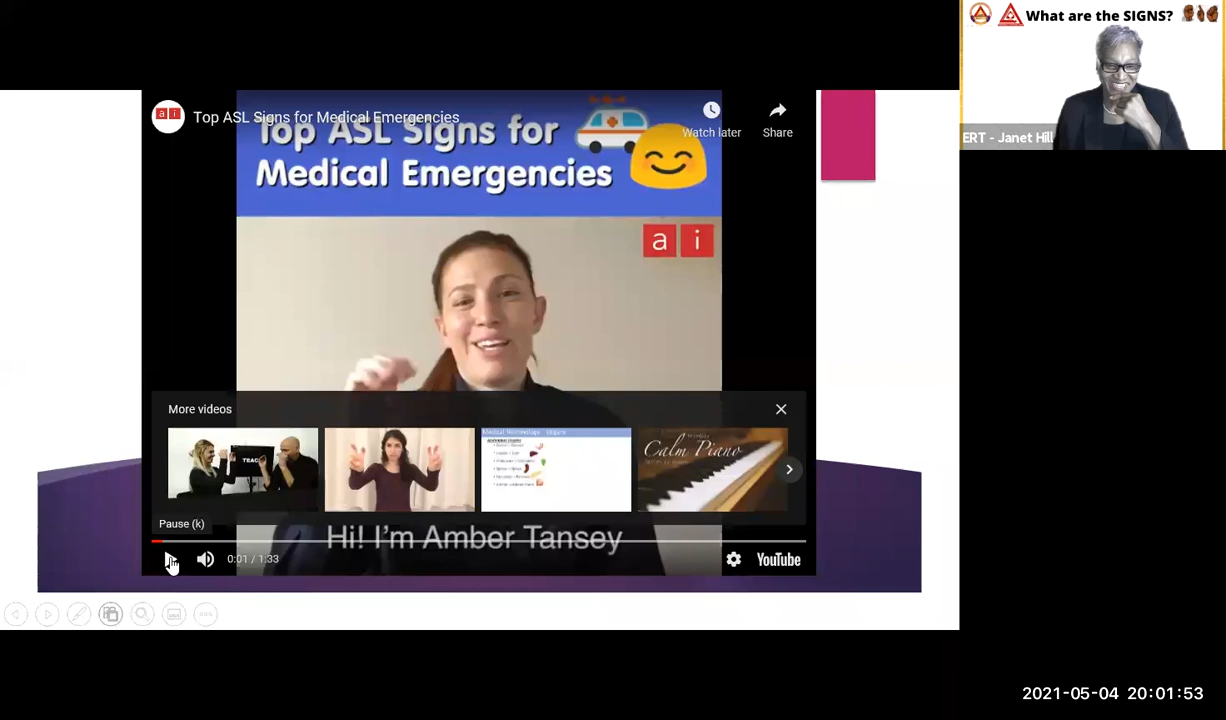 What are the SIGNS?
ERT - Janet Hill
a i
Top ASL Signs for Medical Emergencies
Watch later
Share
Top ASL Signs for
Medical Emergencies
a i
More videos
TEAC
Calm Piano
Pause (k)
Hi! I'm Amber Tansey
0:01 / 1:33
YouTube
2021-05-04 20:01:53